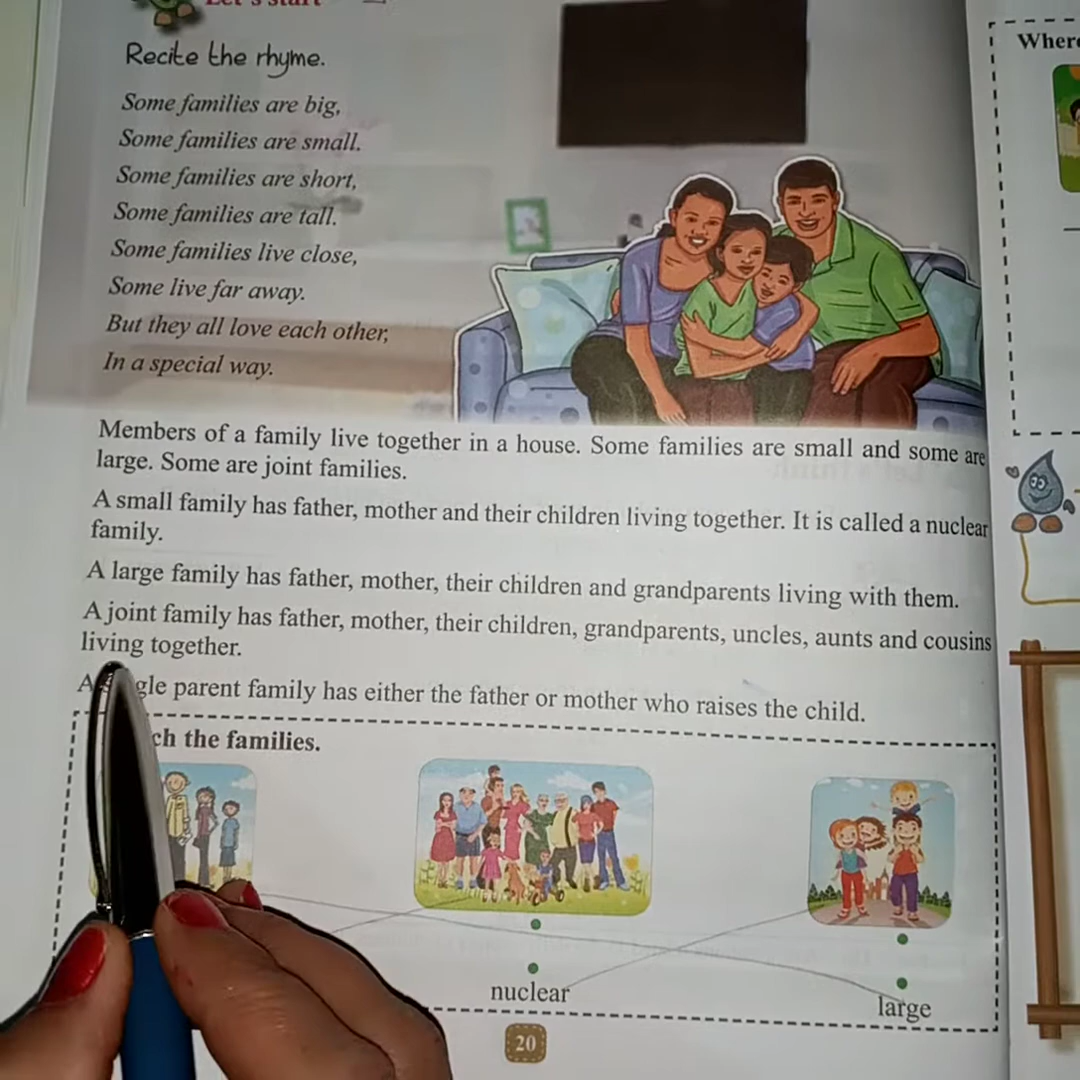 Let's start
Recite the rhyme.
Some families are big,
Some families are small.
Some families are short,
Some families are tall.
Some families live close,
Some live far away.
But they all love each other,
In a special way.
Members of a family live together in a house. Some families are small and some are
large. Some are joint families.
A small family has father, mother and their children living together. It is called a nuclear
family.
A large family has father, mother, their children and grandparents living with them.
A joint family has father, mother, their children, grandparents, uncles, aunts and cousins
living together.
A parent family has either the father or mother who raises the child.
the families.
nuclear
large
20